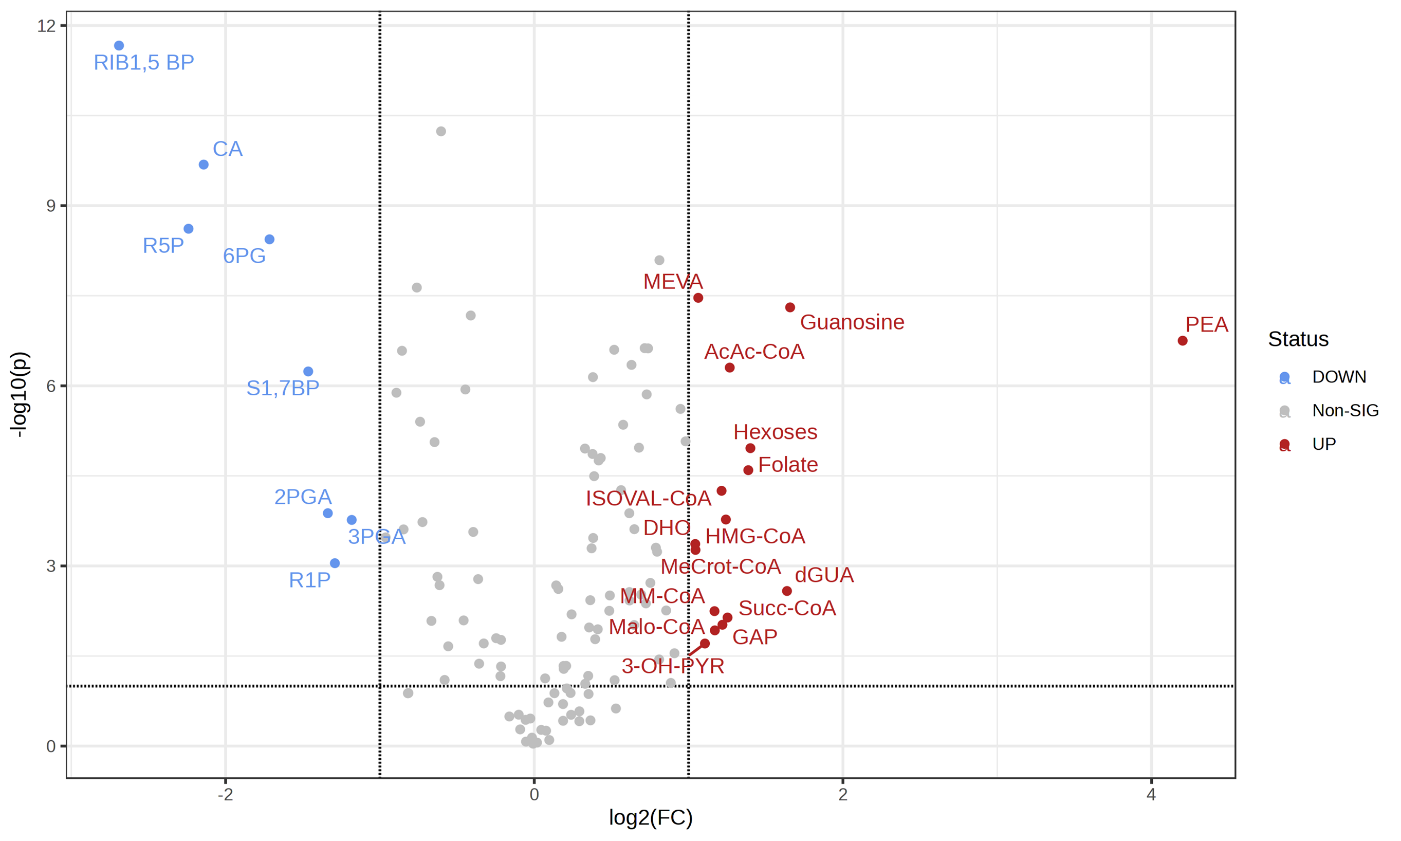 12
9
6
3
0
-log10(p)
RIB1,5 BP
CA
R5P
6PG
S1,7BP
2PGA
3PGA
R1P
MEVA
Guanosine
PEA
AcAc-CoA
Hexoses
Folate
ISOVAL-CoA
DHO
HMG-CoA
MeCrot-CoA
dGUA
MM-CoA
Succ-CoA
Malo-CoA
GAP
3-OH-PYR
-2
0
2
4
log2(FC)
Status
a DOWN
a Non-SIG
a UP